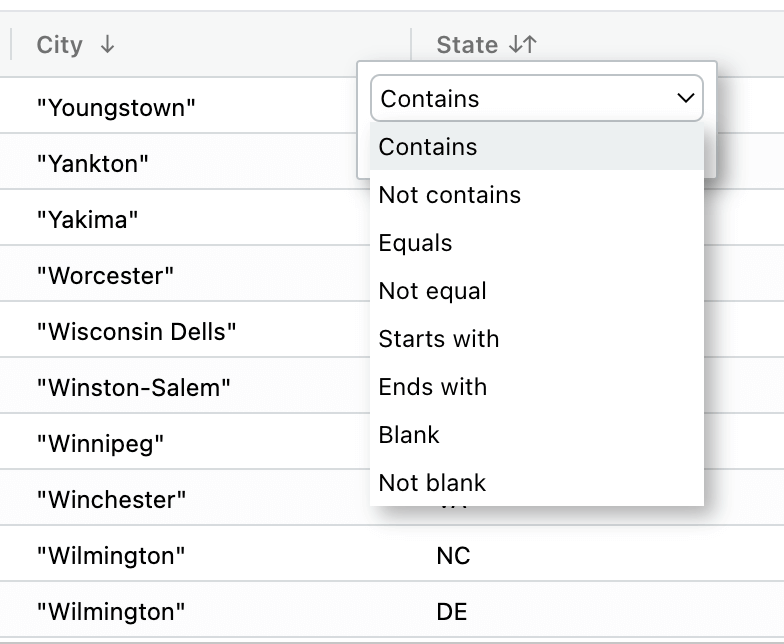 City ↓ State ↓↑
Contains
"Youngstown"
Contains
"Yankton"
Not contains
"Yakima"
Equals
"Worcester"
Not equal
"Wisconsin Dells"
Starts with
"Winston-Salem"
Ends with
"Winnipeg"
Blank
"Winchester"
Not blank
"Wilmington" NC
"Wilmington" DE